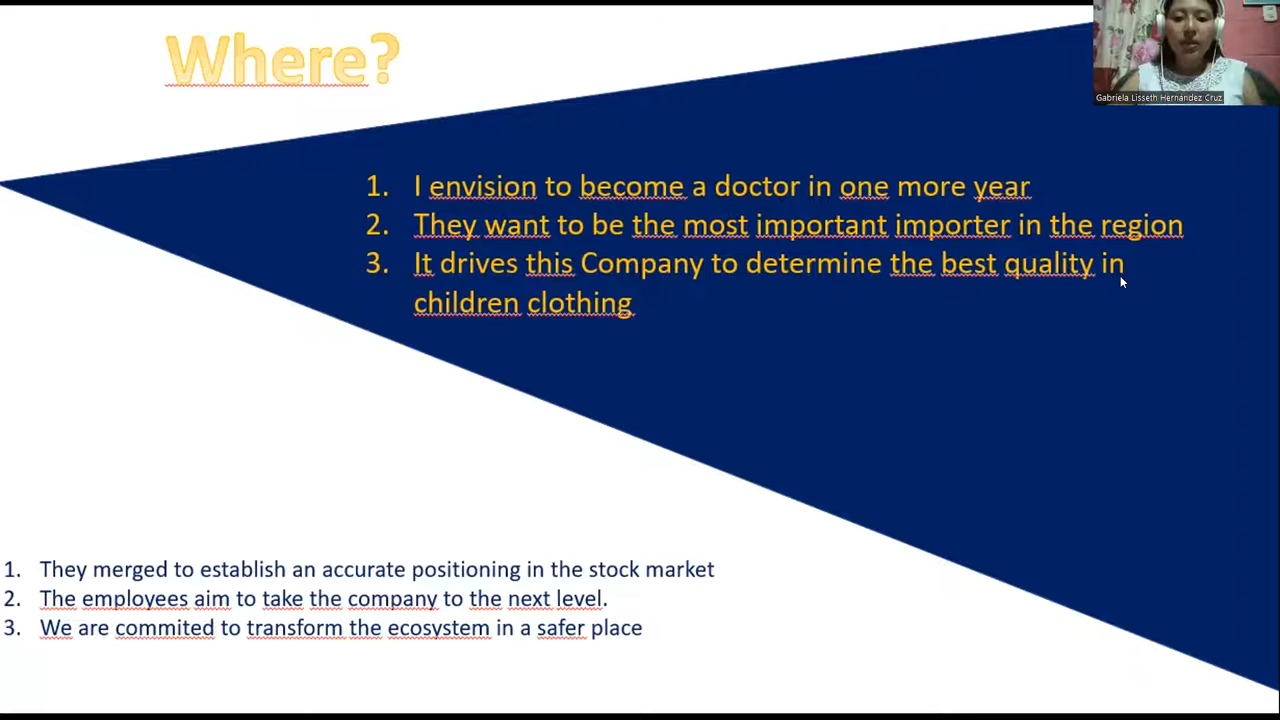 Where?
Gabriela Lisseth Hernández Cruz
1. I envision to become a doctor in one more year
2. They want to be the most important importer in the region
3. It drives this Company to determine the best quality in
children clothing
1. They merged to establish an accurate positioning in the stock market
2. The employees aim to take the company to the next level.
3. We are commited to transform the ecosystem in a safer place